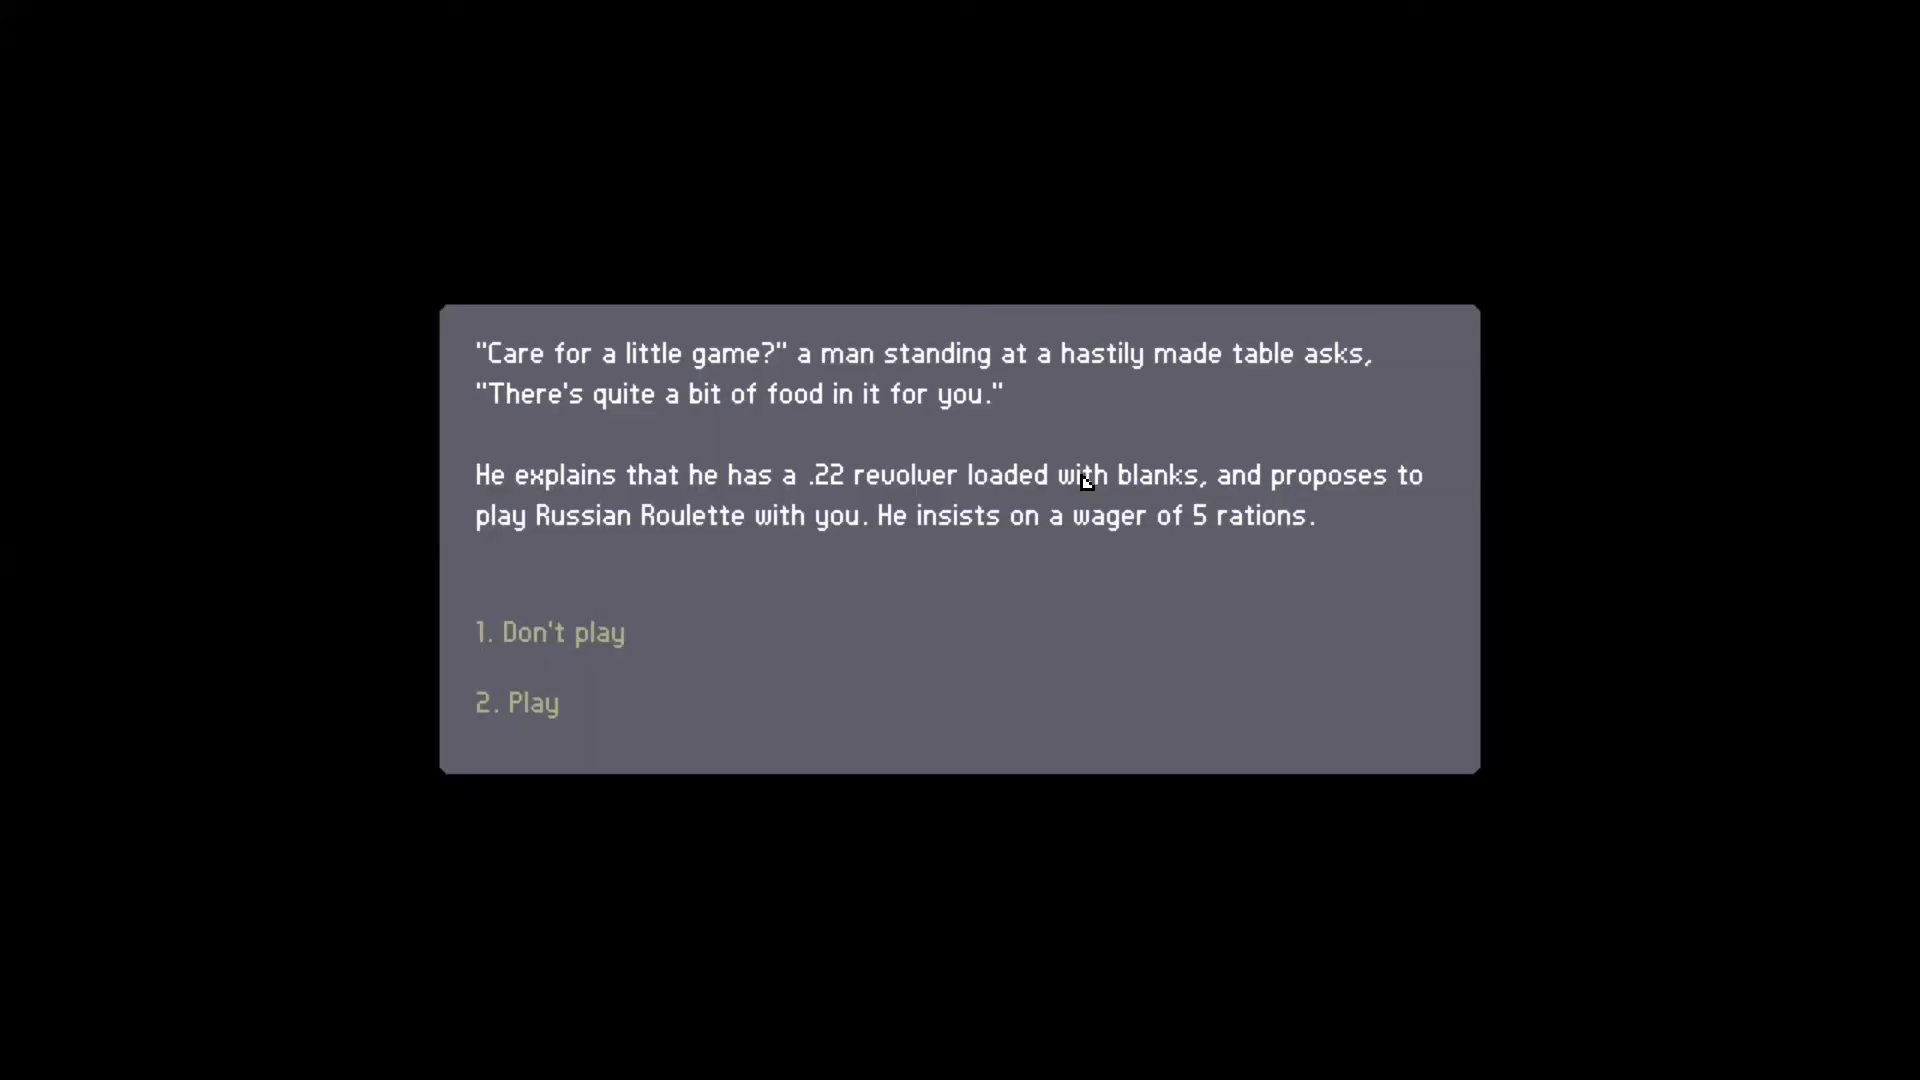 "Care for a little game?" a man standing at a hastily made table asks,
"There's quite a bit of food in it for you."
He explains that he has a .22 revolver loaded with blanks, and proposes to
play Russian Roulette with you. He insists on a wager of 5 rations.
1. Don't play
2. Play